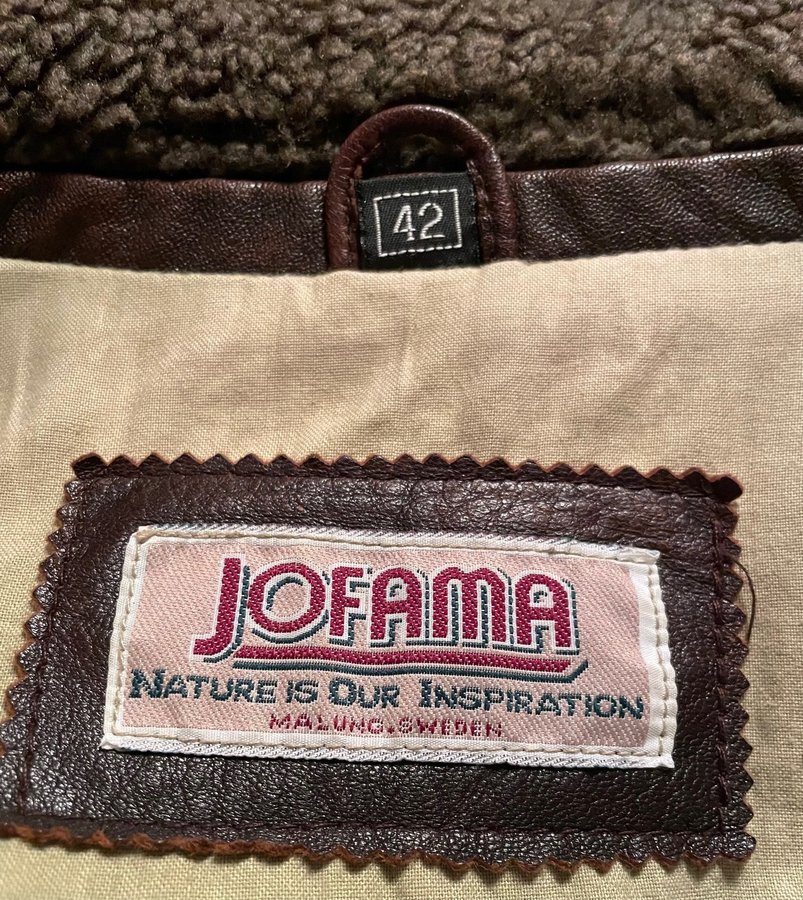 42
JOFAMA
NATURE IS OUR INSPIRATION
MALUNG.SWEDEN